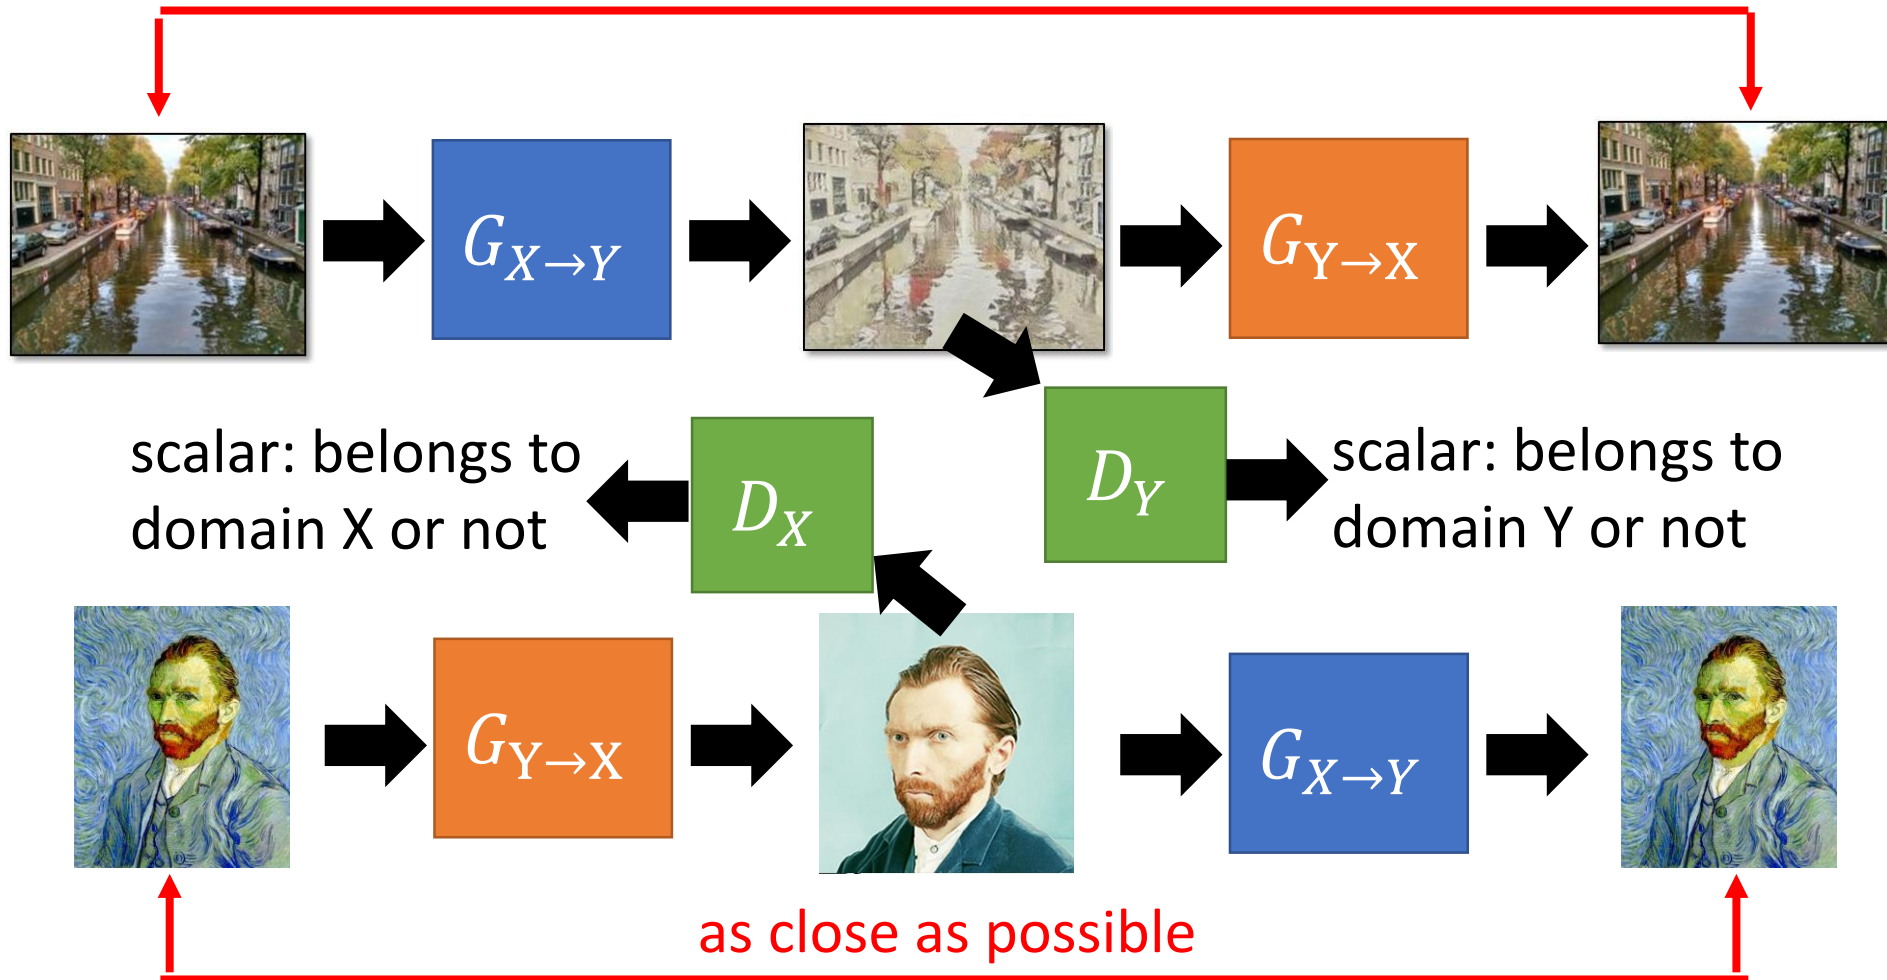 G_{X→Y}
G_{Y→X}
scalar: belongs to
domain X or not
D_X
D_Y
scalar: belongs to
domain Y or not
G_{Y→X}
G_{X→Y}
as close as possible